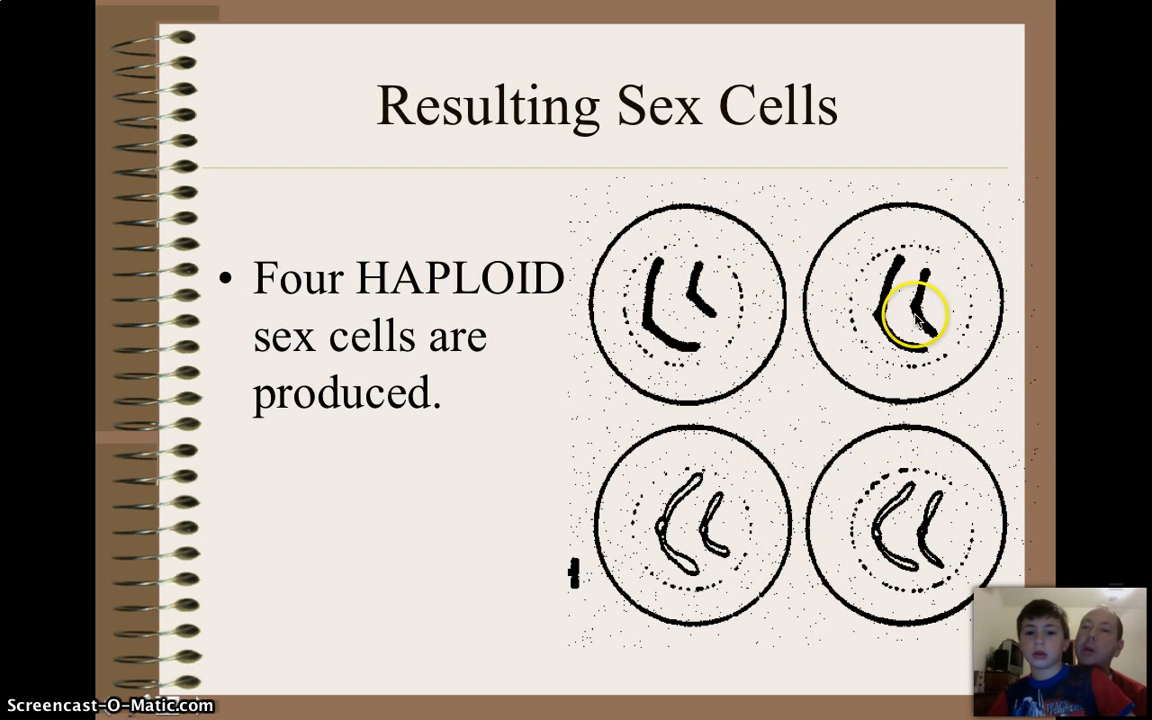 Resulting Sex Cells
• Four HAPLOID
sex cells are
produced.
Screencast-O-Matic.com